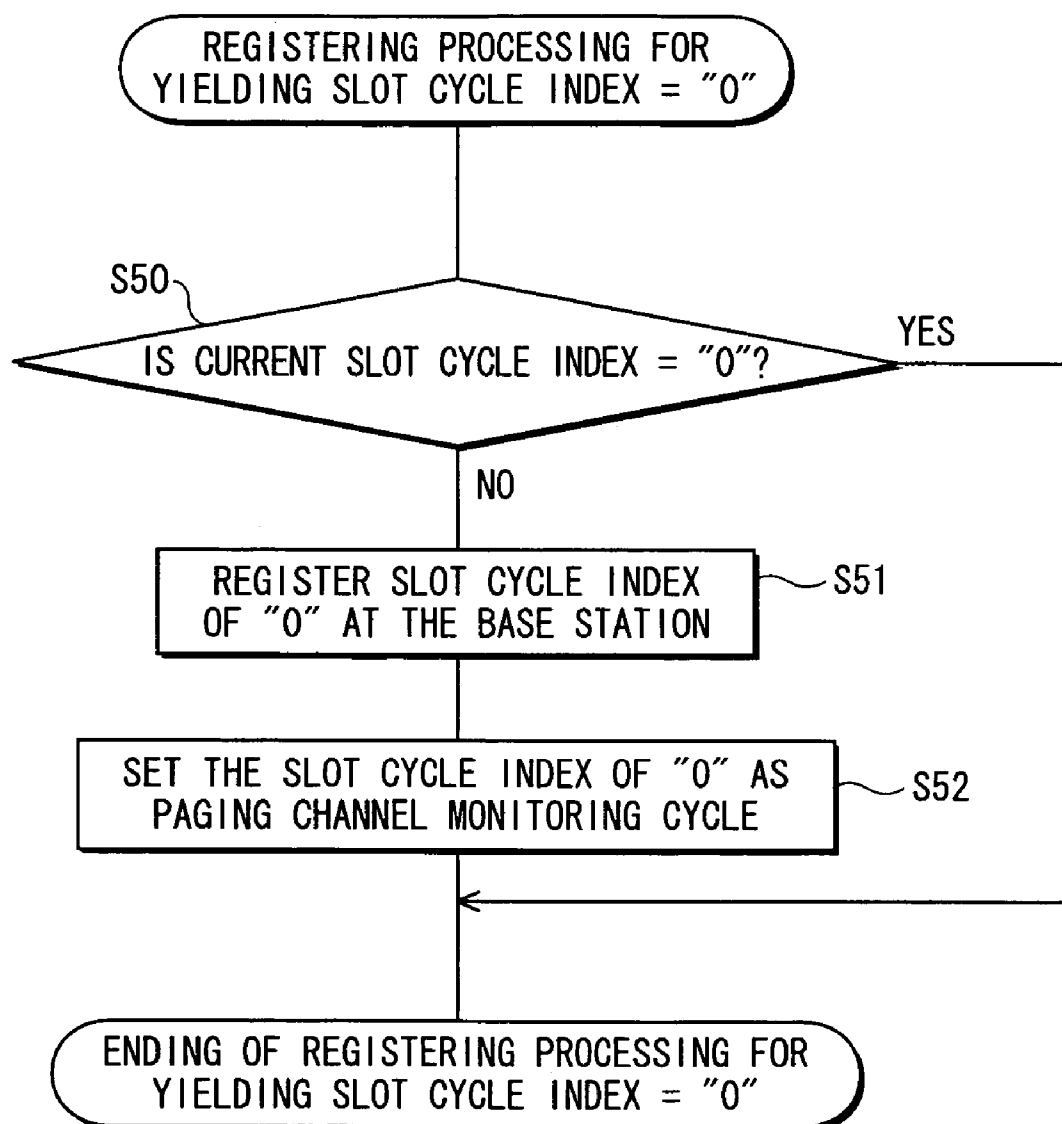 REGISTERING PROCESSING FOR
YIELDING SLOT CYCLE INDEX = "0"
S50
IS CURRENT SLOT CYCLE INDEX = "0"?
YES
NO
REGISTER SLOT CYCLE INDEX
OF "0" AT THE BASE STATION
S51
SET THE SLOT CYCLE INDEX OF "0" AS
PAGING CHANNEL MONITORING CYCLE
S52
ENDING OF REGISTERING PROCESSING FOR
YIELDING SLOT CYCLE INDEX = "0"